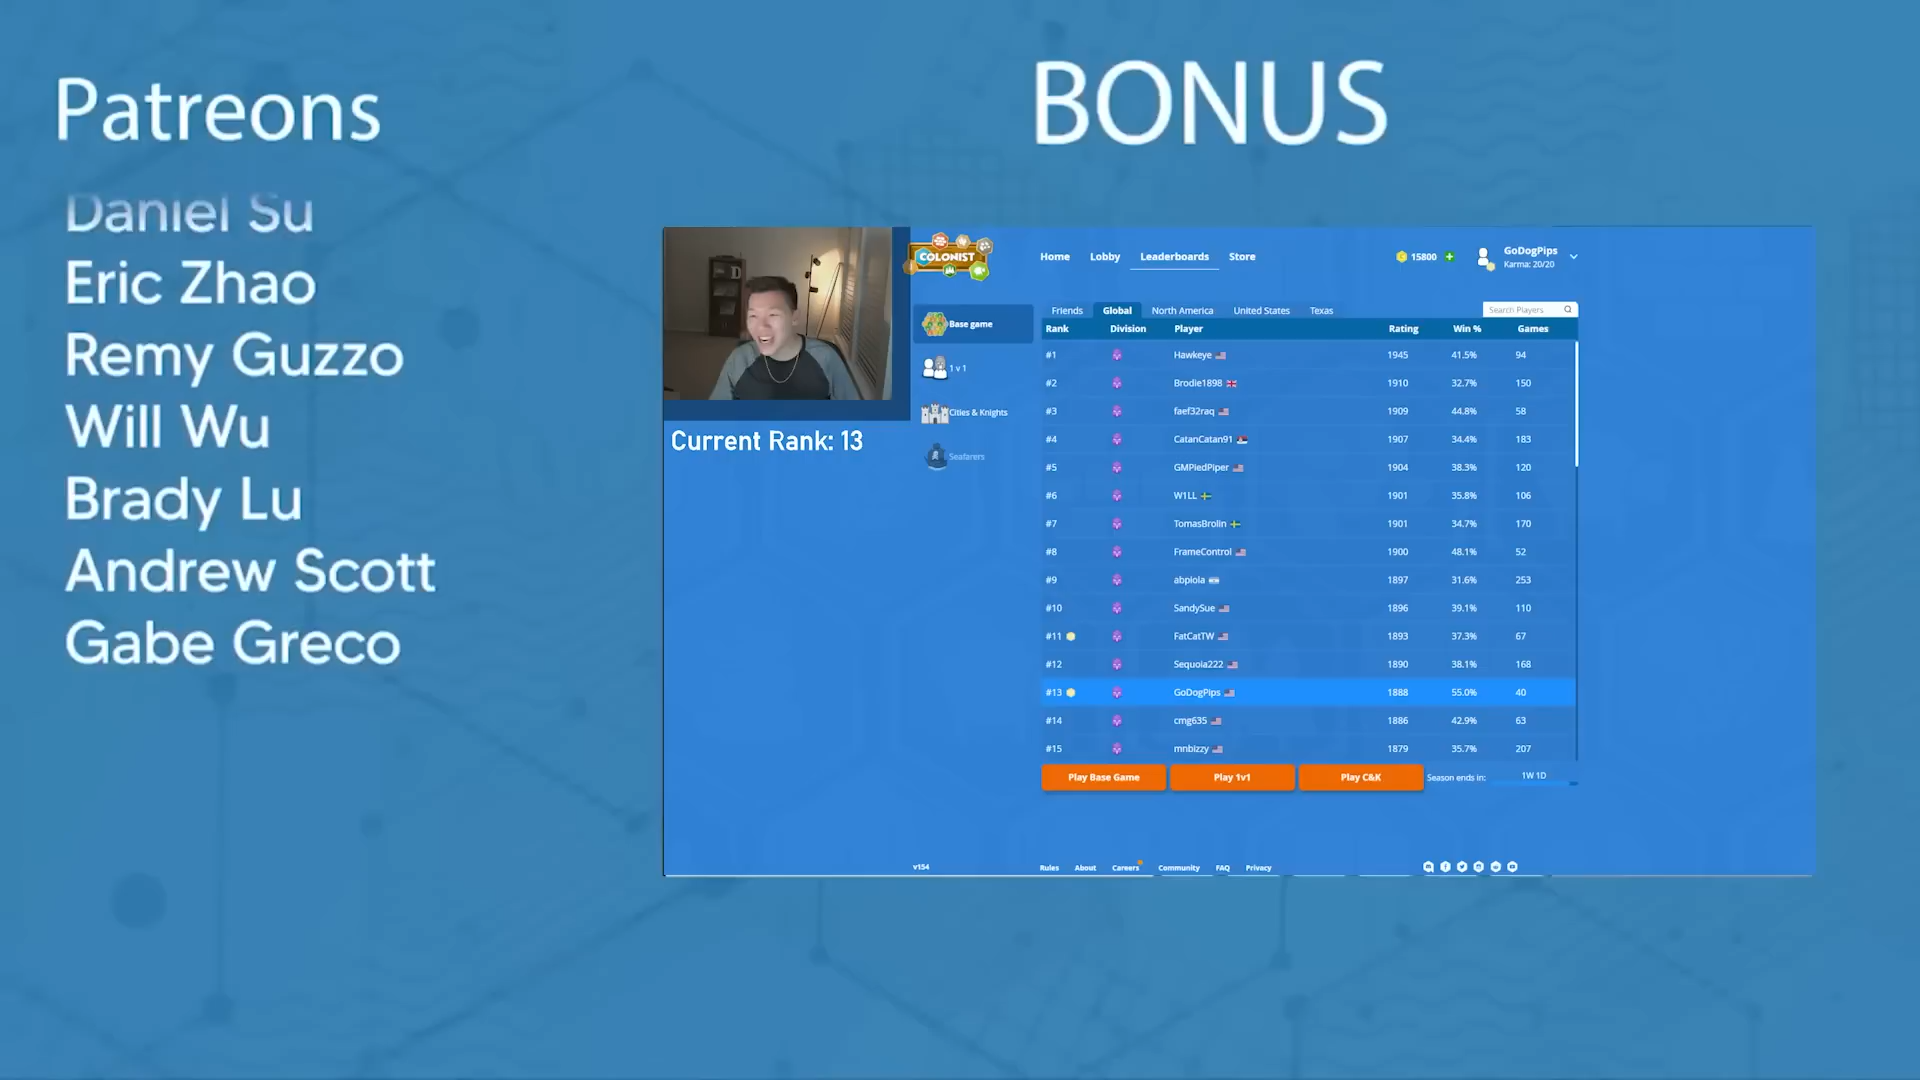 Patreons
BONUS
Daniel Su
Eric Zhao
Remy Guzzo
Will Wu
Brady Lu
Andrew Scott
Gabe Greco
COLONIST
Home Lobby Leaderboards Store
15800
GoDogPips
Karma: 20/20
Current Rank: 13
Base game
1 v 1
Cities & Knights
Seafarers
Friends Global North America United States Texas
Search Players
Rank Division Player Rating Win % Games
#1 Hawkeye 1945 41.5% 94
#2 Brodie1898 1910 32.7% 150
#3 faef32raq 1909 44.8% 58
#4 CatanCatan91 1907 34.4% 183
#5 GMPiedPiper 1904 38.3% 120
#6 W1LL 1901 35.8% 106
#7 TomasBrolin 1901 34.7% 170
#8 FrameControl 1900 48.1% 52
#9 abpiola 1897 31.6% 253
#10 SandySue 1896 39.1% 110
#11 FatCatTW 1893 37.3% 67
#12 Sequoia222 1890 38.1% 168
#13 GoDogPips 1888 55.0% 40
#14 cmg635 1886 42.9% 63
#15 mnbizzy 1879 35.7% 207
Play Base Game Play 1v1 Play C&K Season ends in: 1W 1D
v154 Rules About Careers Community FAQ Privacy